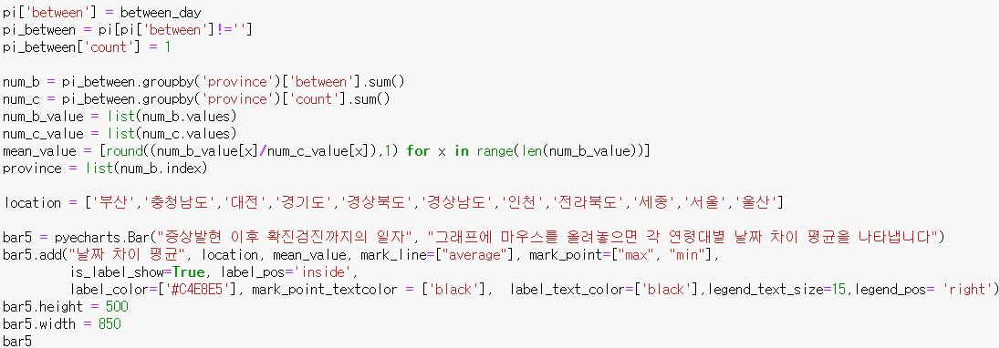 pi['between'] = between_day
pi_between = pi[pi['between']!='']
pi_between['count'] = 1
num_b = pi_between.groupby('province')['between'].sum()
num_c = pi_between.groupby('province')['count'].sum()
num_b_value = list(num_b.values)
num_c_value = list(num_c.values)
mean_value = [round((num_b_value[x]/num_c_value[x]),1) for x in range(len(num_b_value))]
province = list(num_b.index)
location = ['부산','충청남도','대전','경기도','경상북도','경상남도','인천','전라북도','세종','서울','울산']
bar5 = pyecharts.Bar("증상발현 이후 확진검진까지의 일자", "그래프에 마우스를 올려놓으면 각 연령대별 날짜 차이 평균을 나타냅니다")
bar5.add("날짜 차이 평균", location, mean_value, mark_line=["average"], mark_point=["max", "min"],
is_label_show=True, label_pos='inside',
label_color=['#C4E8E5'], mark_point_textcolor = ['black'],  label_text_color=['black'],legend_text_size=15,legend_pos= 'right')
bar5.height = 500
bar5.width = 850
bar5